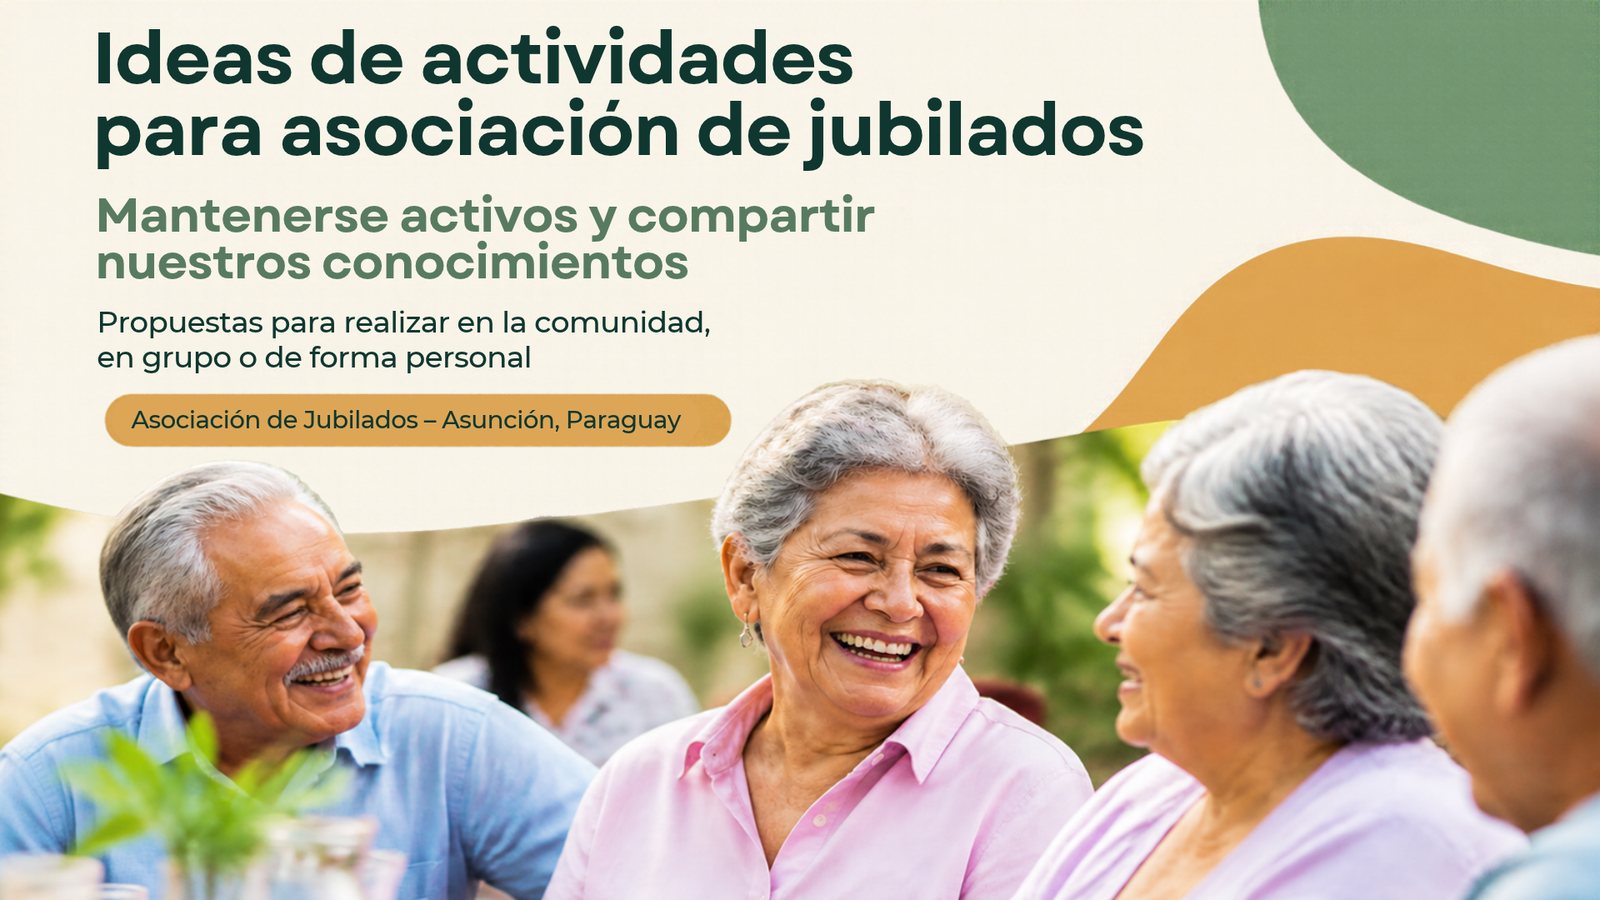 Ideas de actividades
para asociación de jubilados
Mantenerse activos y compartir
nuestros conocimientos
Propuestas para realizar en la comunidad,
en grupo o de forma personal
Asociación de Jubilados – Asunción, Paraguay